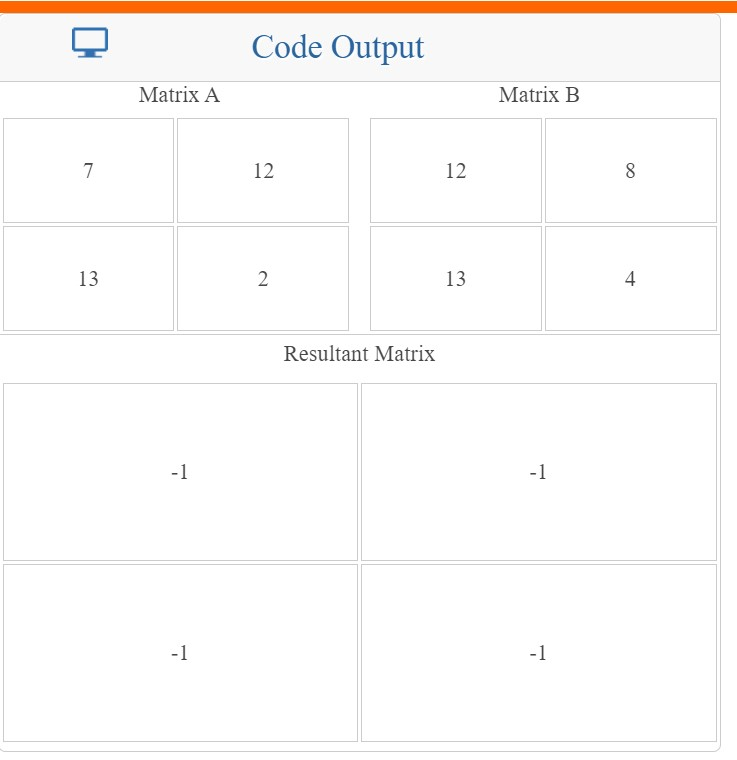 Code Output
Matrix A Matrix B
7 12 12 8
13 2 13 4
Resultant Matrix
-1 -1
-1 -1